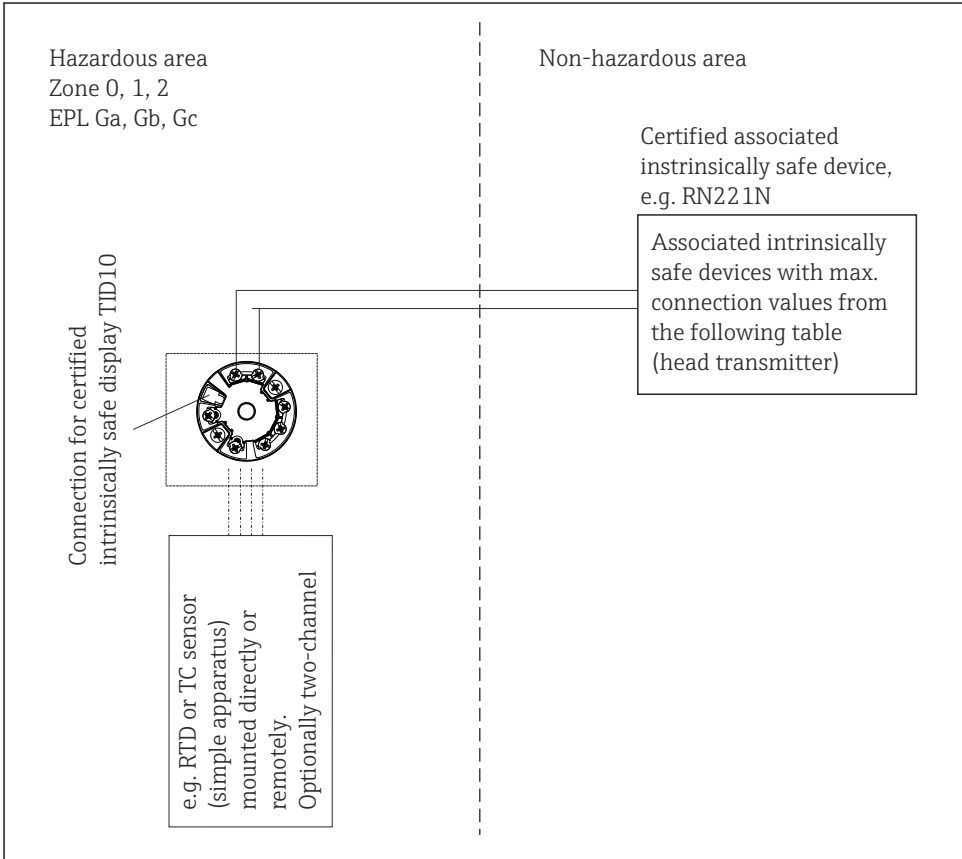 Hazardous area
Zone 0, 1, 2
EPL Ga, Gb, Gc
Non-hazardous area
Certified associated
instrinsically safe device,
e.g. RN221N
Associated intrinsically
safe devices with max.
connection values from
the following table
(head transmitter)
Connection for certified
intrinsically safe display TID10
e.g. RTD or TC sensor
(simple apparatus)
mounted directly or
remotely.
Optionally two-channel